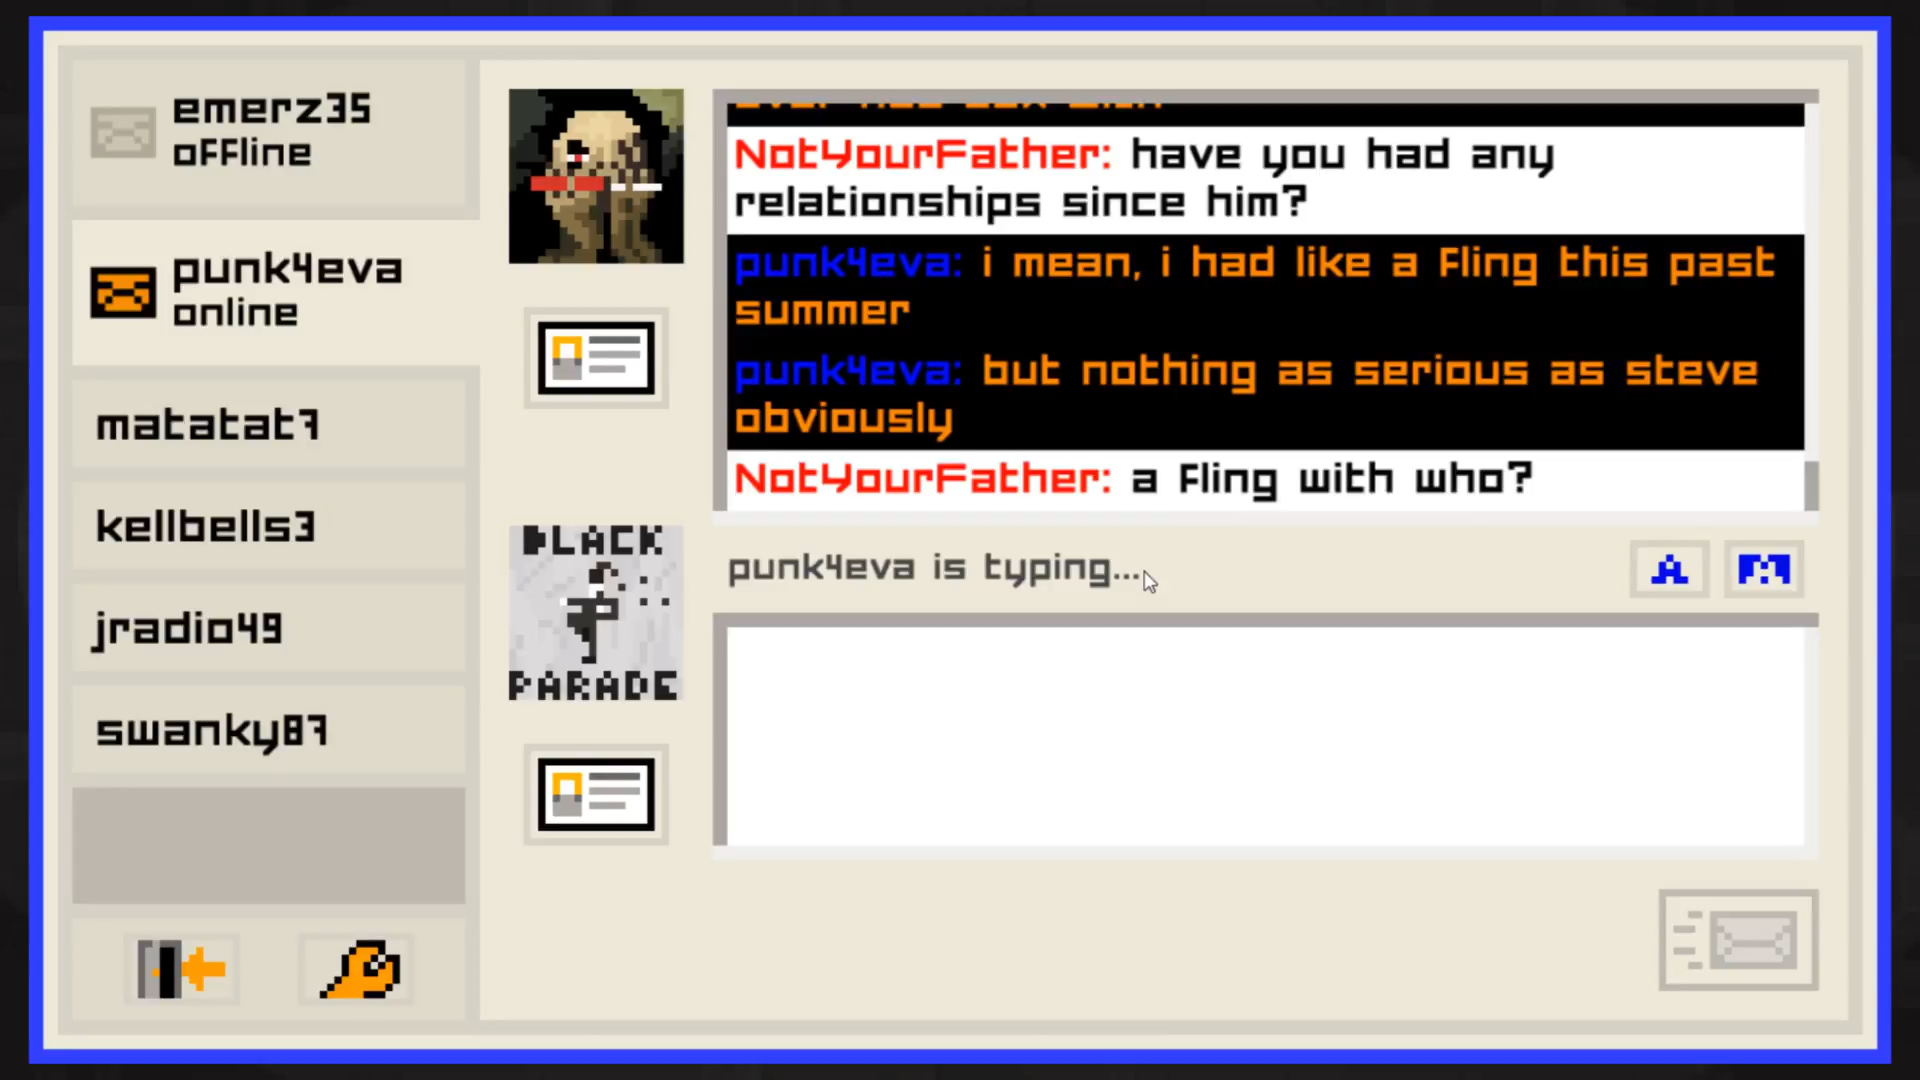 emerz35
offline
punk4eva
online
matatat7
kellbells3
jradio49
swanky87
NotYourFather: have you had any
relationships since him?
punk4eva: i mean, i had like a fling this past
summer
punk4eva: but nothing as serious as steve
obviously
NotYourFather: a fling with who?
punk4eva is typing...
A
BLACK
PARADE